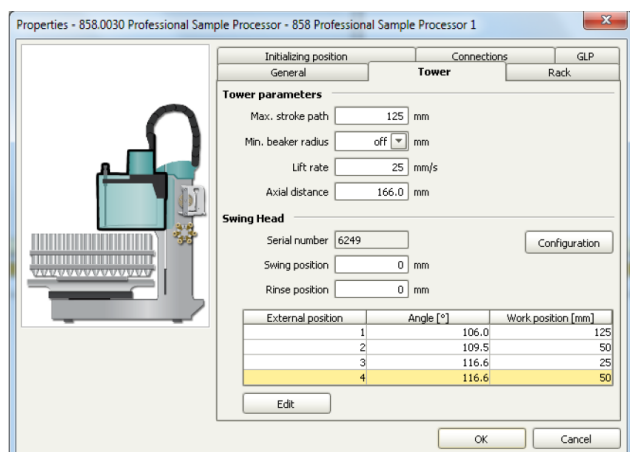 Properties - 858.0030 Professional Sample Processor - 858 Professional Sample Processor 1
Initializing position Connections GLP
General Tower Rack
Tower parameters
Max. stroke path 125 mm
Min. beaker radius off mm
Lift rate 25 mm/s
Axial distance 166.0 mm
Swing Head
Serial number 6249 Configuration
Swing position 0 mm
Rinse position 0 mm
External position Angle [°] Work position [mm]
1 106.0 125
2 109.5 50
3 116.6 25
4 116.6 50
Edit
OK Cancel